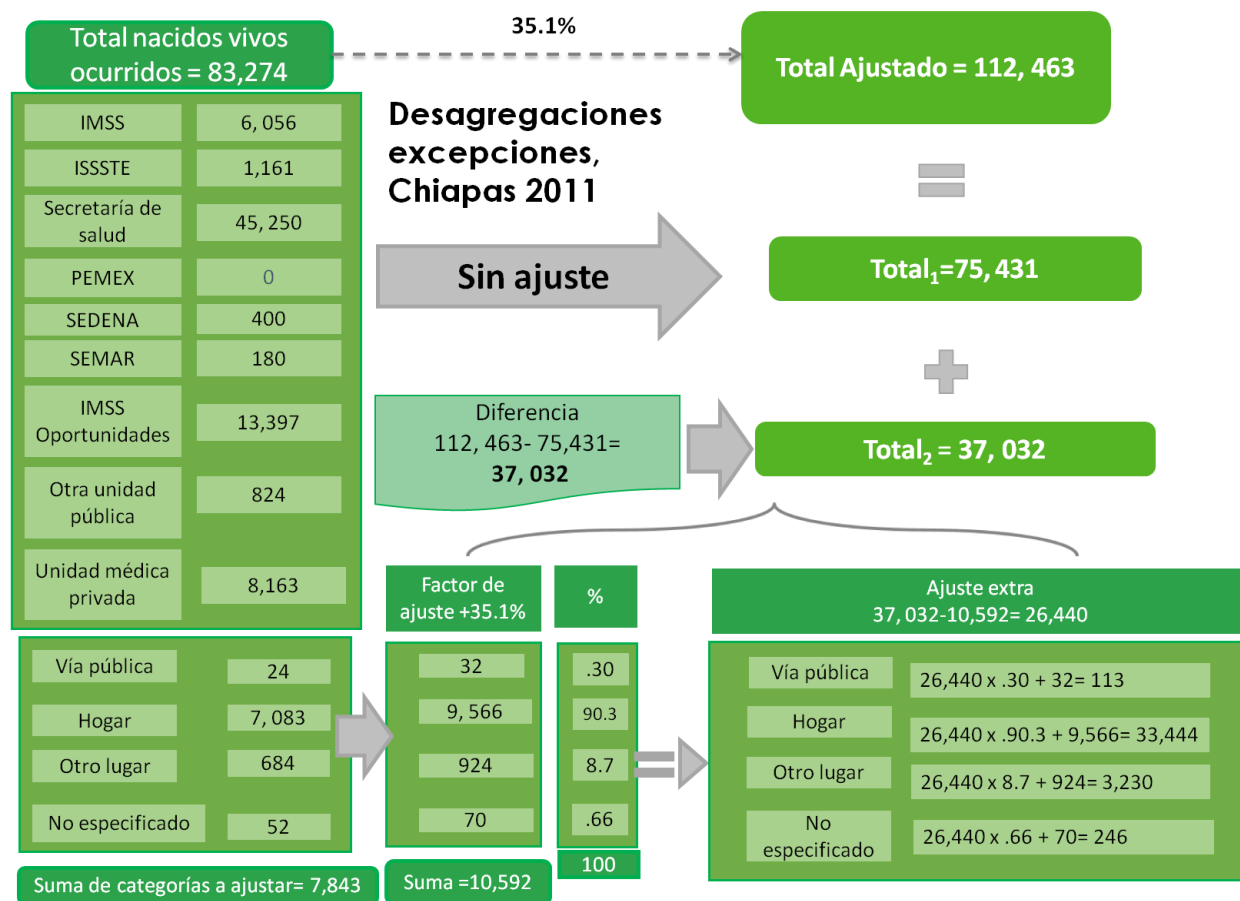 Total nacidos vivos
ocurridos = 83,274
35.1%
Total Ajustado = 112, 463
Desagregaciones
excepciones,
Chiapas 2011
IMSS 6, 056
ISSSTE 1,161
Secretaría de
salud 45, 250
PEMEX 0
SEDENA 400
SEMAR 180
IMSS
Oportunidades 13,397
Otra unidad
pública 824
Unidad médica
privada 8,163
Sin ajuste
Total1=75, 431
Diferencia
112, 463- 75,431=
37, 032
Total2 = 37, 032
Factor de
ajuste +35.1%
%
Ajuste extra
37, 032-10,592= 26,440
Vía pública 24 32 .30
Hogar 7, 083 9, 566 90.3
Otro lugar 684 924 8.7
No especificado 52 70 .66
Suma de categorías a ajustar= 7,843
Suma =10,592
100
Vía pública 26,440 x .30 + 32= 113
Hogar 26,440 x .90.3 + 9,566= 33,444
Otro lugar 26,440 x 8.7 + 924= 3,230
No
especificado 26,440 x .66 + 70= 246